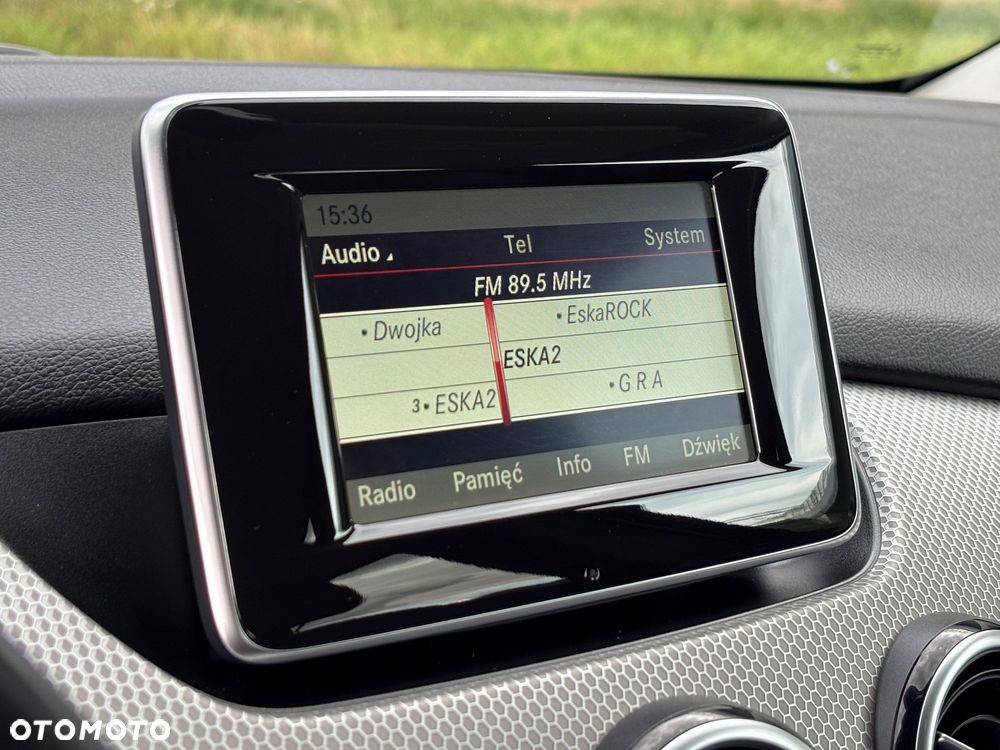 15:36
Audio Tel System
FM 89.5 MHz
• Dwojka • EskaROCK
ESKA2
3• ESKA2 • G R A
Radio Pamięć Info FM Dźwięk
OTOMOTO